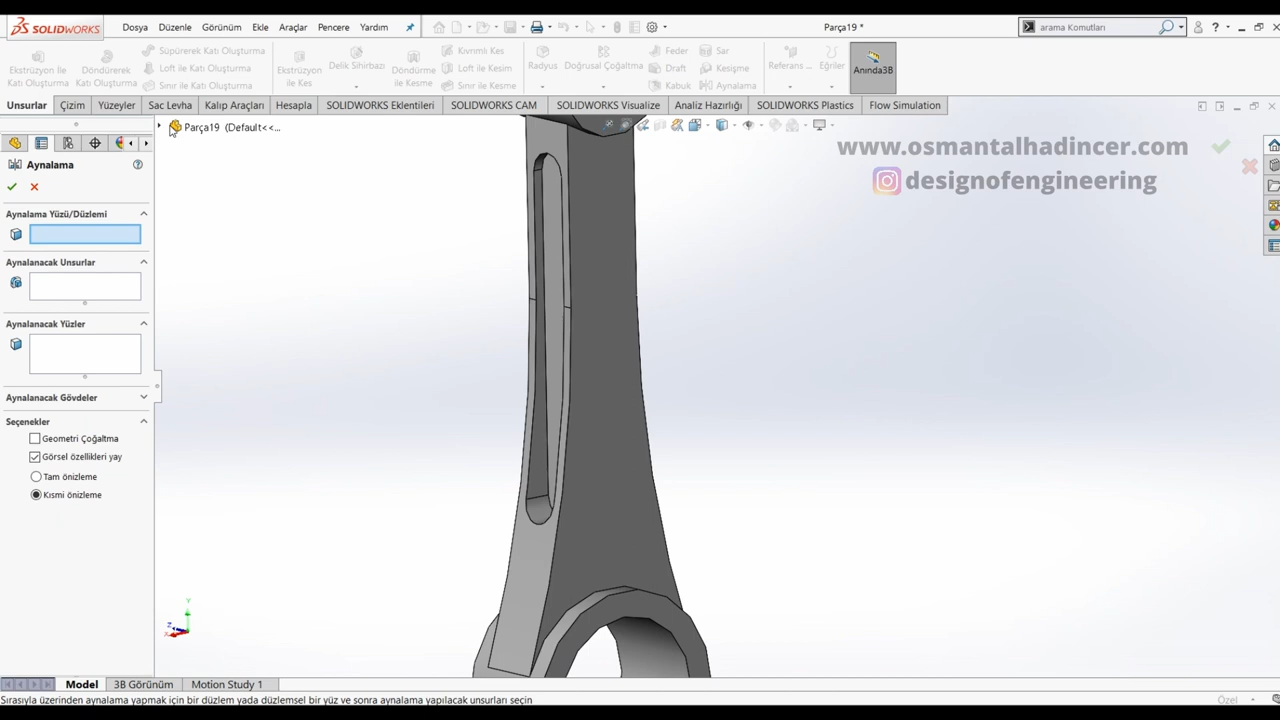 SOLIDWORKS
Dosya Düzenle Görünüm Ekle Araçlar Pencere Yardım
Parça19 *
arama Komutları
Ekstrüzyon İle Katı Oluşturma
Döndürerek Katı Oluşturma
Süpürerek Katı Oluşturma
Loft ile Katı Oluşturma
Sınır ile Katı Oluşturma
Ekstrüzyon ile Kes
Delik Sihirbazı
Döndürme ile Kesme
Kıvrımlı Kes
Loft ile Kesim
Sınır ile Kesme
Radyus
Doğrusal Çoğaltma
Feder
Draft
Kabuk
Sar
Kesişme
Aynalama
Referans ...
Eğriler
Anında3B
Unsurlar Çizim Yüzeyler Sac Levha Kalıp Araçları Hesapla SOLIDWORKS Eklentileri SOLIDWORKS CAM SOLIDWORKS Visualize Analiz Hazırlığı SOLIDWORKS Plastics Flow Simulation
Parça19 (Default<<...
www.osmantalhadincer.com
designofengineering
Aynalama
Aynalama Yüzü/Düzlemi
Aynalanacak Unsurlar
Aynalanacak Yüzler
Aynalanacak Gövdeler
Seçenekler
Geometri Çoğaltma
Görsel özellikleri yay
Tam önizleme
Kısmi önizleme
Y
Z
X
Model 3B Görünüm Motion Study 1
Sırasıyla üzerinden aynalama yapmak için bir düzlem yada düzlemsel bir yüz ve sonra aynalama yapılacak unsurları seçin
Özel